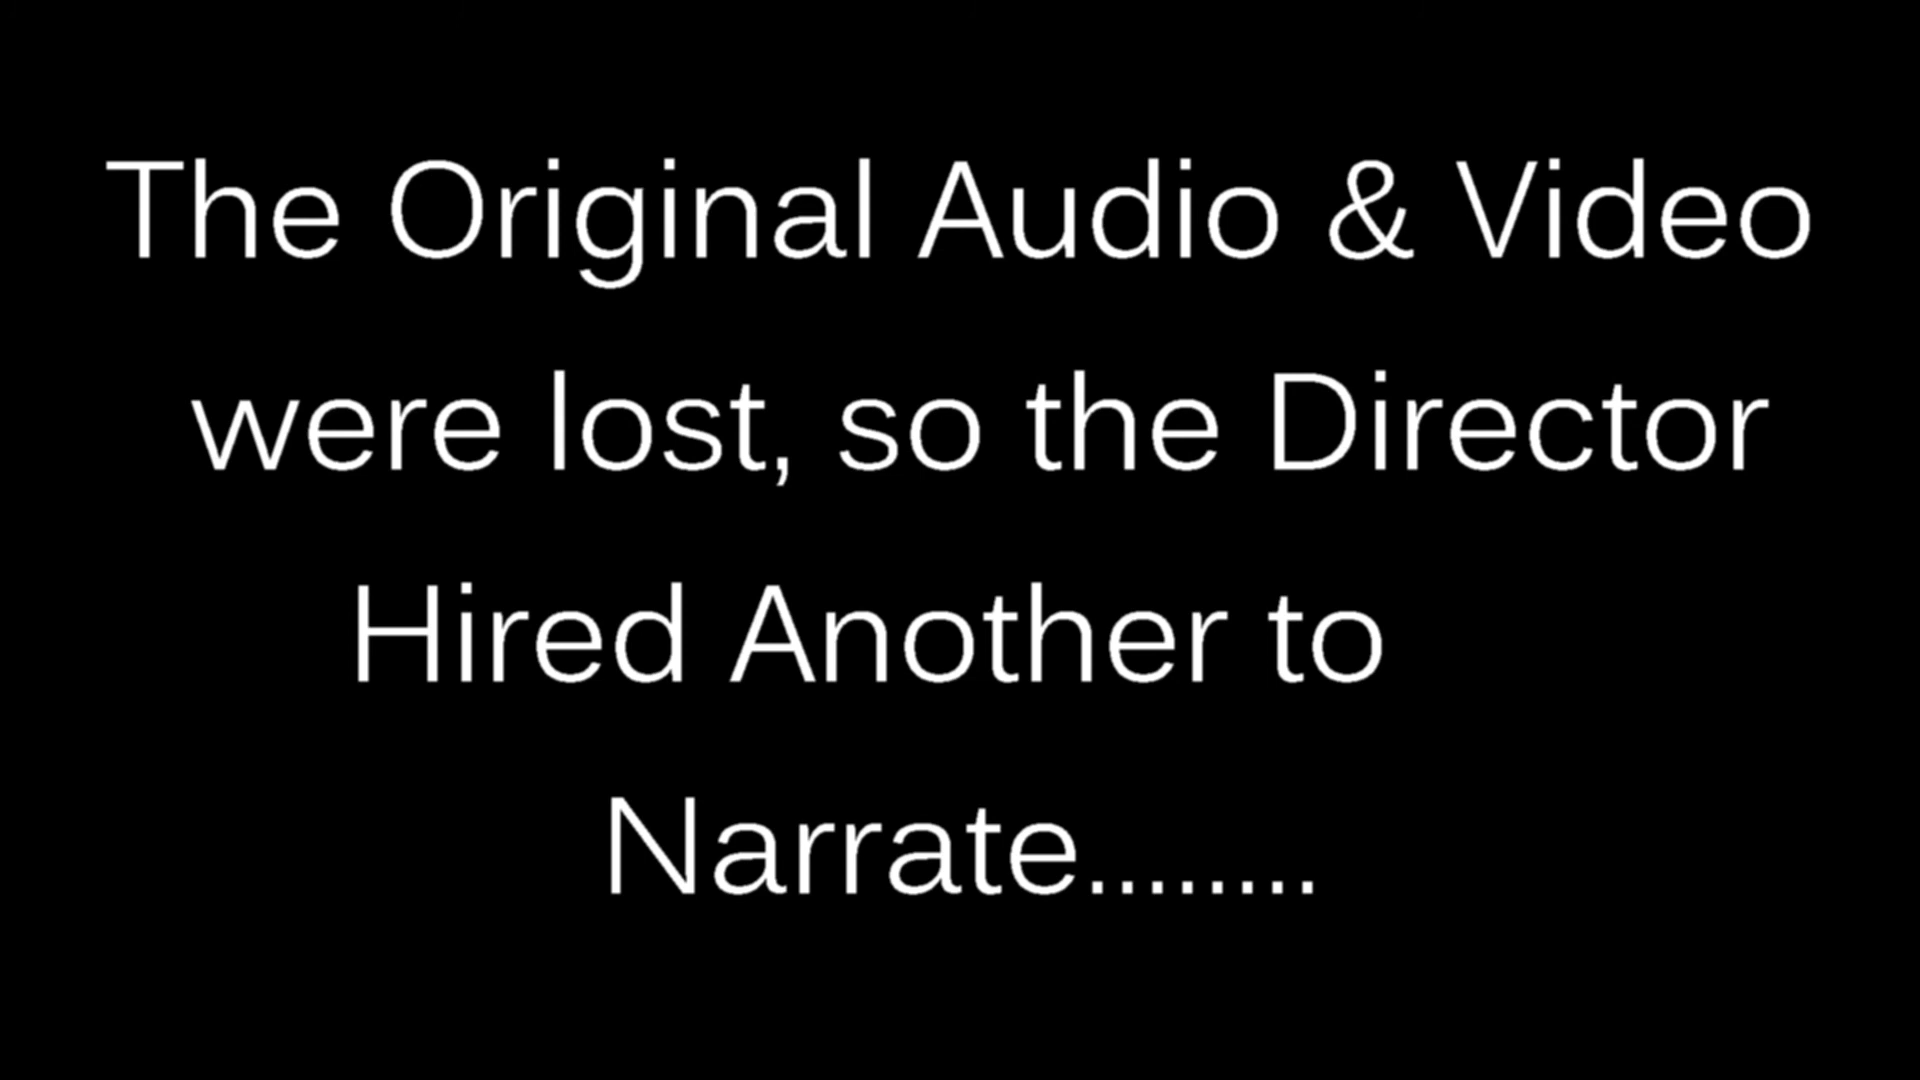 The Original Audio & Video
were lost, so the Director
Hired Another to
Narrate........